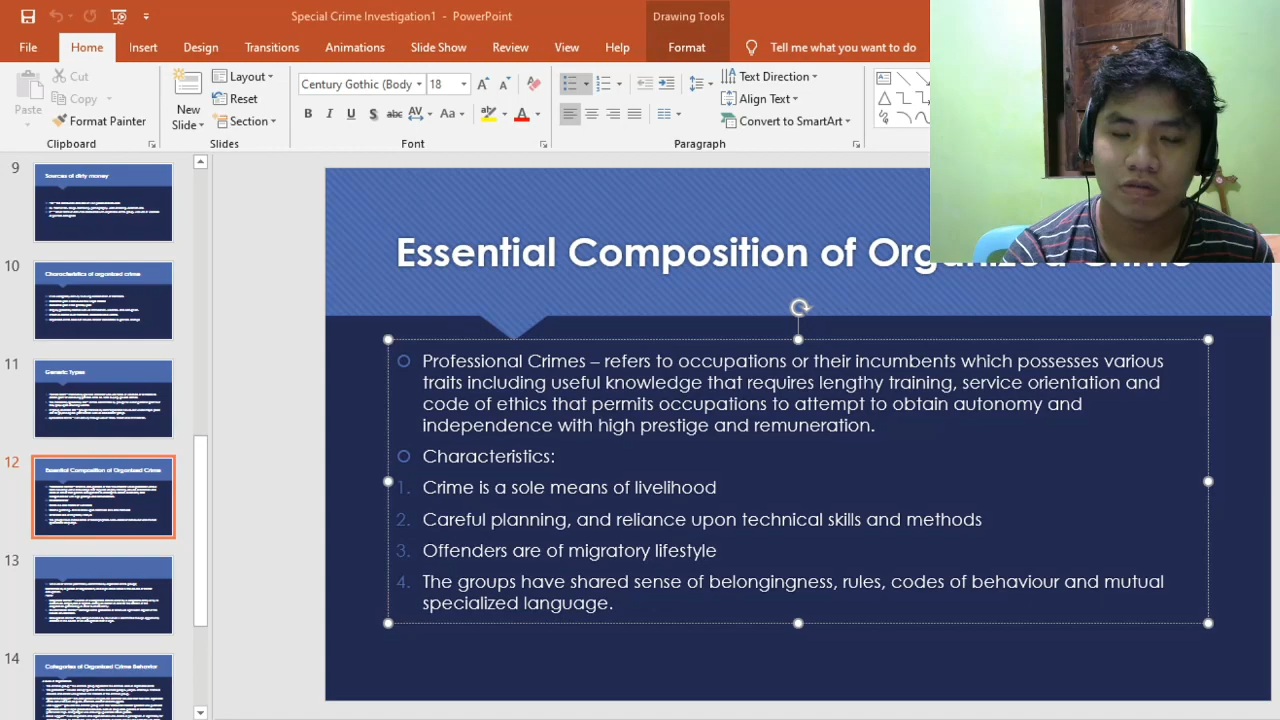 Special Crime Investigation1 - PowerPoint
Drawing Tools
File Home Insert Design Transitions Animations Slide Show Review View Help Format Tell me what you want to do
Paste
Cut
Copy
Format Painter
Clipboard
New
Slide
Layout
Reset
Section
Slides
Century Gothic (Body 18
Font
Text Direction
Align Text
Convert to SmartArt
Paragraph
9
Sources of dirty money
10
Characteristics of organized crime
11
Generic Types
12
Essential Composition of Organized Crime
13
14
Categories of Organized Crime Behavior
Essential Composition of Organized Crime
Professional Crimes – refers to occupations or their incumbents which possesses various
traits including useful knowledge that requires lengthy training, service orientation and
code of ethics that permits occupations to attempt to obtain autonomy and
independence with high prestige and remuneration.
Characteristics:
1. Crime is a sole means of livelihood
2. Careful planning, and reliance upon technical skills and methods
3. Offenders are of migratory lifestyle
4. The groups have shared sense of belongingness, rules, codes of behaviour and mutual
specialized language.